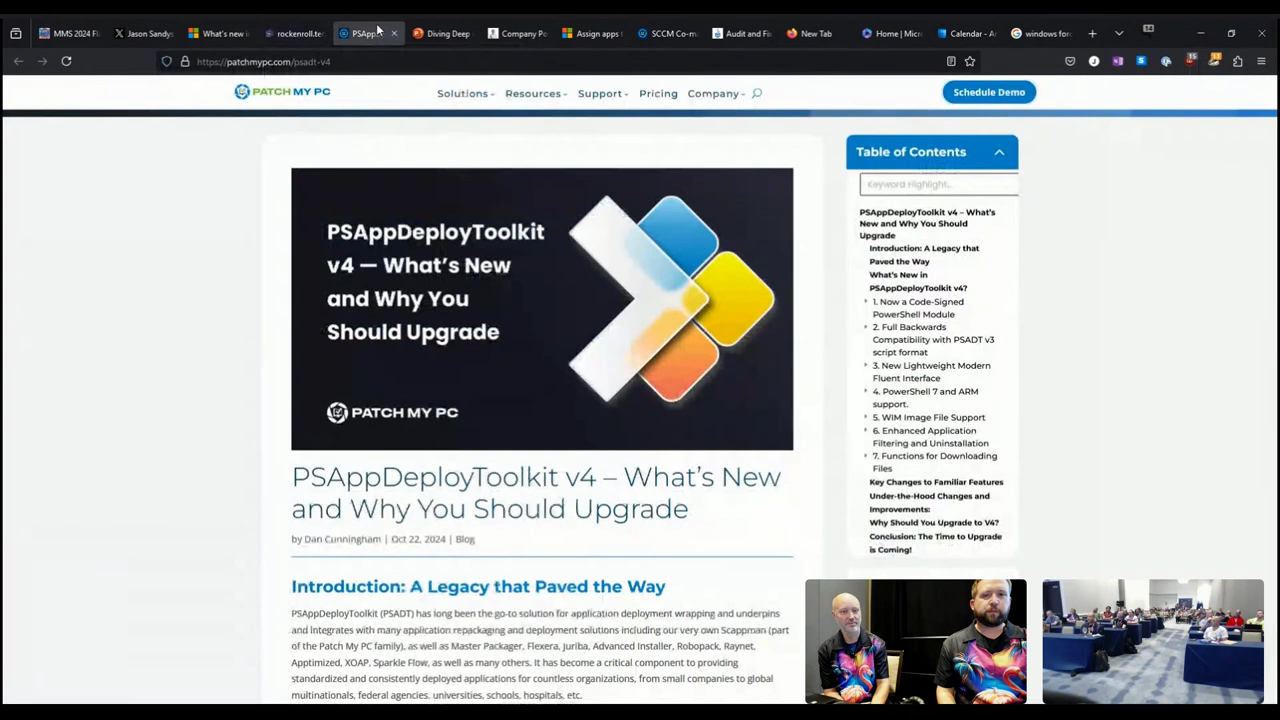 MMS 2024 Fl
Jason Sandys
What's new i
rockenroll.te
PSApp
Diving Deep
Company Po
Assign apps
SCCM Co-m
Audit and Fi
New Tab
Home | Micr
Calendar - A
windows for
https://patchmypc.com/psadt-v4
PATCH MY PC
Solutions
Resources
Support
Pricing
Company
Schedule Demo
PSAppDeployToolkit
v4 — What's New
and Why You
Should Upgrade
PATCH MY PC
Table of Contents
Keyword Highlight...
PSAppDeployToolkit v4 – What's
New and Why You Should
Upgrade
Introduction: A Legacy that
Paved the Way
What's New in
PSAppDeployToolkit v4?
1. Now a Code-Signed
PowerShell Module
2. Full Backwards
Compatibility with PSADT v3
script format
3. New Lightweight Modern
Fluent Interface
4. PowerShell 7 and ARM
support.
5. WIM Image File Support
6. Enhanced Application
Filtering and Uninstallation
7. Functions for Downloading
Files
Key Changes to Familiar Features
Under-the-Hood Changes and
Improvements:
Why Should You Upgrade to V4?
Conclusion: The Time to Upgrade
is Coming!
PSAppDeployToolkit v4 – What's New
and Why You Should Upgrade
by Dan Cunningham | Oct 22, 2024 | Blog
Introduction: A Legacy that Paved the Way
PSAppDeployToolkit (PSADT) has long been the go-to solution for application deployment wrapping and underpins
and integrates with many application repackaging and deployment solutions including our very own Scappman (part
of the Patch My PC family), as well as Master Packager, Flexera, Juriba, Advanced Installer, Robopack, Raynet,
Apptimized, XOAP, Sparkle Flow, as well as many others. It has become a critical component to providing
standardized and consistently deployed applications for countless organizations, from small companies to global
multinationals, federal agencies, universities, schools, hospitals, etc.